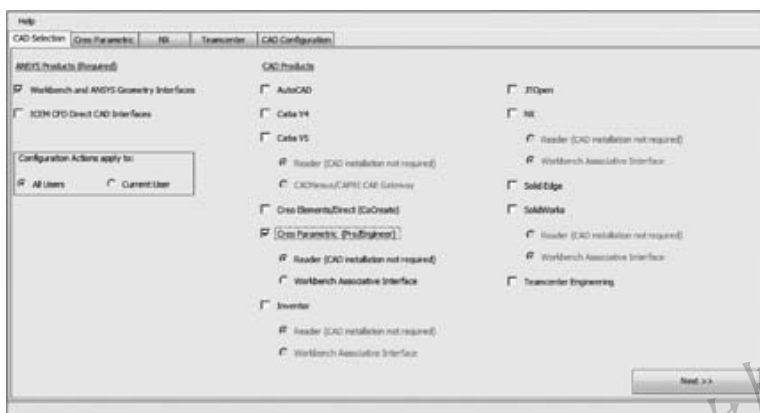 Help
CAD Selection
Creo Parametric
NX
Teamcenter
CAD Configuration
ANSYS Products (Required)
Workbench and ANSYS Geometry Interfaces
ICEM CFD Direct CAD Interfaces
Configuration Actions apply to:
All Users
Current User
CAD Products
AutoCAD
Catia V4
Catia V5
Reader (CAD installation not required)
CADNexus/CAPRI CAE Gateway
Creo Elements/Direct (CoCreate)
Creo Parametric (Pro/Engineer)
Reader (CAD installation not required)
Workbench Associative Interface
Inventor
Reader (CAD installation not required)
Workbench Associative Interface
JTOpen
NX
Reader (CAD installation not required)
Workbench Associative Interface
Solid Edge
SolidWorks
Reader (CAD installation not required)
Workbench Associative Interface
Teamcenter Engineering
Next >>